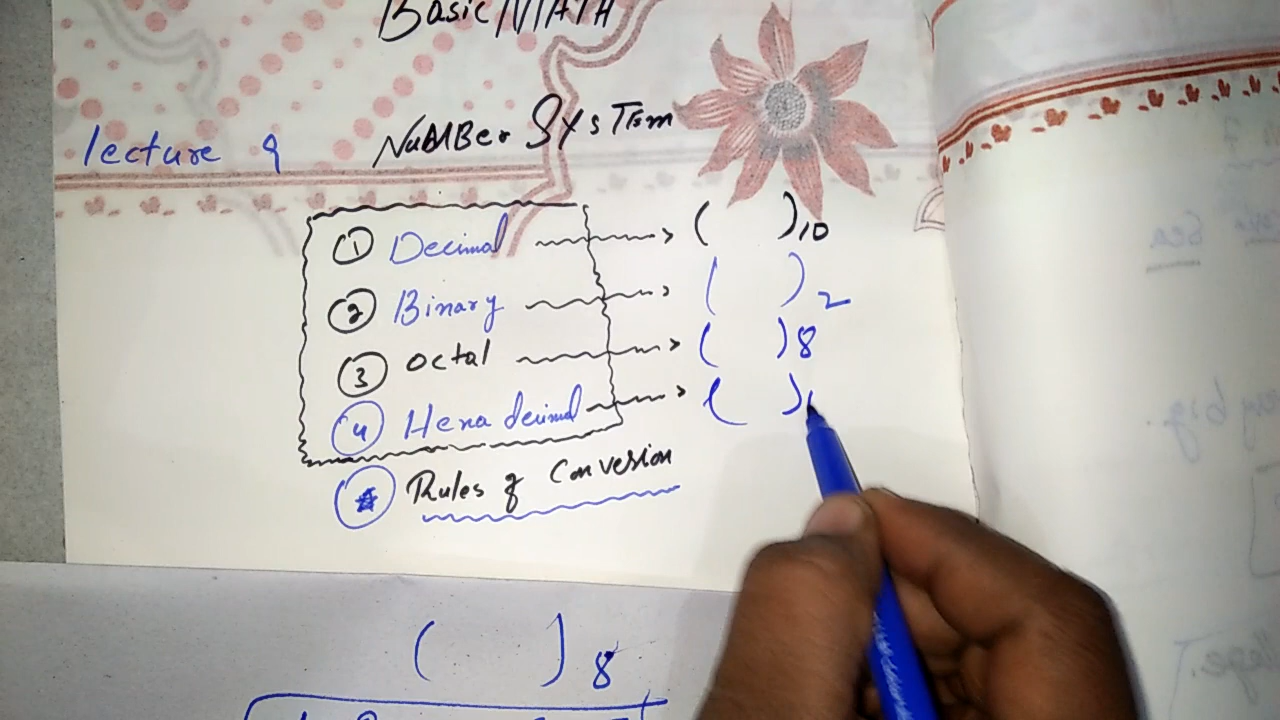 Basic MATH
lecture 9 NuMBer SysTem
1 Decimal → ( )10
2 Binary → ( )2
3 octal → ( )8
4 Hexa decimal → ( )1
* Rules of Conversion
( )8